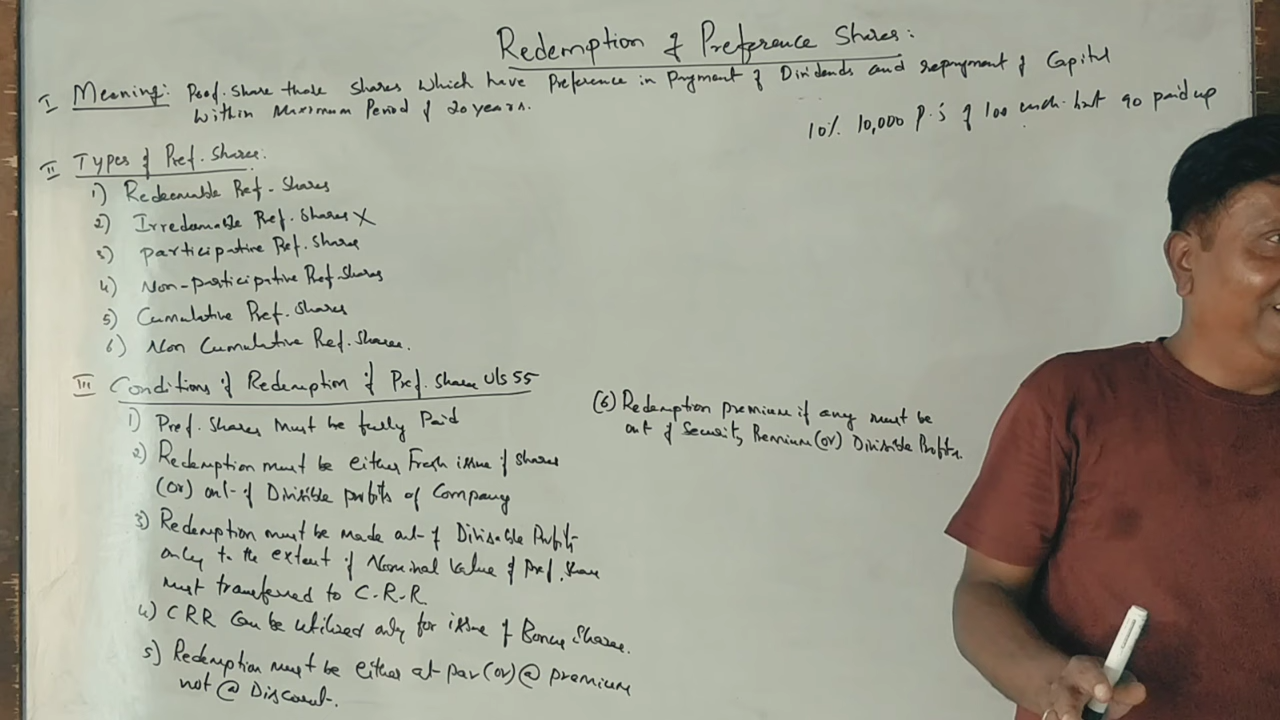 Redemption of Preference Shares:
I Meaning: Pref. Share those Shares which have Preference in Payment of Dividends and repayment of Capital
within Maximum Period of 20 years.
10% 10,000 P.S of 100 each but 90 paid up
II Types of Pref. Shares:
1) Redeemable Pref. Shares
2) Irredamable Pref. Shares X
3) Participative Pref. Share
4) Non-participative Pref. Shares
5) Cumulative Pref. Shares
6) Non Cumulative Pref. Shares.
III Conditions of Redemption of Pref. Share U/s 55
1) Pref. Shares Must be fully Paid
2) Redemption must be either Fresh issue of shares
(or) out of Divisible profits of Company
3) Redemption must be made out of Divisable Profits
only to the extent of Nominal Value of Pref. Share
must transferred to C.R.R.
4) CRR Can be utilized only for issue of Bonus Shares.
5) Redemption must be either at par (or) @ premium
not @ Discount.
(6) Redemption premium if any must be
out of Security Premium (or) Divisible Profits.